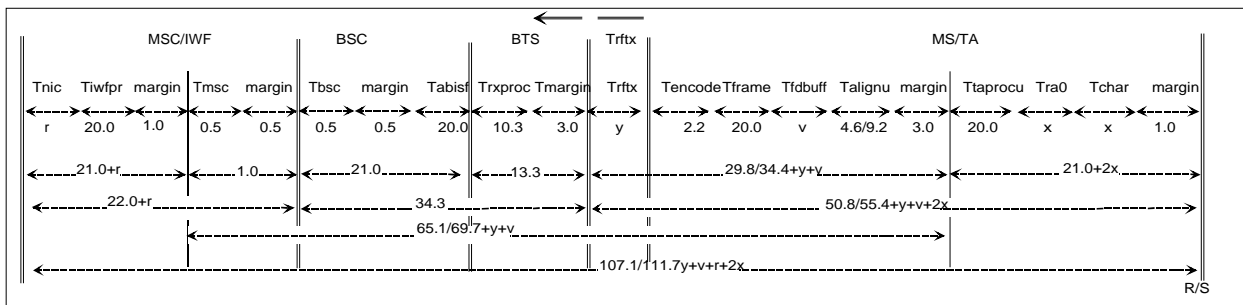 MSC/IWF BSC BTS Trftx MS/TA
Tnic Tiwfpr margin Tmsc margin Tbsc margin Tabisf Trxproc Tmargin Trftx Tencode Tframe Tfdbuff Talignu margin Ttaprocu Tra0 Tchar margin
r 20.0 1.0 0.5 0.5 0.5 0.5 20.0 10.3 3.0 y 2.2 20.0 v 4.6/9.2 3.0 20.0 x x 1.0
21.0+r 1.0 21.0 13.3 29.8/34.4+y+v 21.0+2x
22.0+r 34.3 50.8/55.4+y+v+2x
65.1/69.7+y+v
107.1/111.7y+v+r+2x
R/S